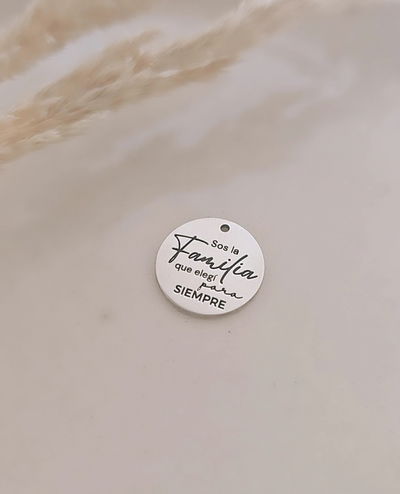 Sos la
Familia
que elegí
para
SIEMPRE